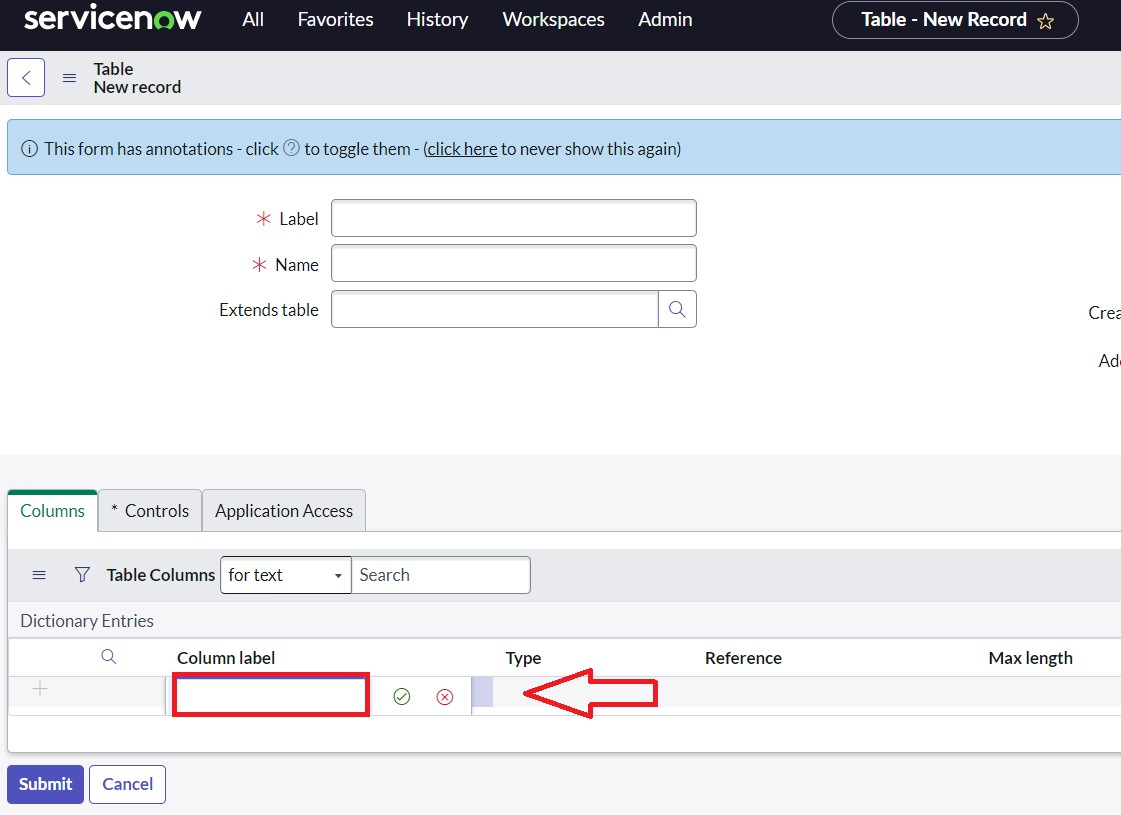 servicenow All Favorites History Workspaces Admin Table - New Record
Table
New record
This form has annotations - click ? to toggle them - (click here to never show this again)
* Label
* Name
Extends table
Crea
Ado
Columns * Controls Application Access
Table Columns for text Search
Dictionary Entries
Column label Type Reference Max length
Submit Cancel